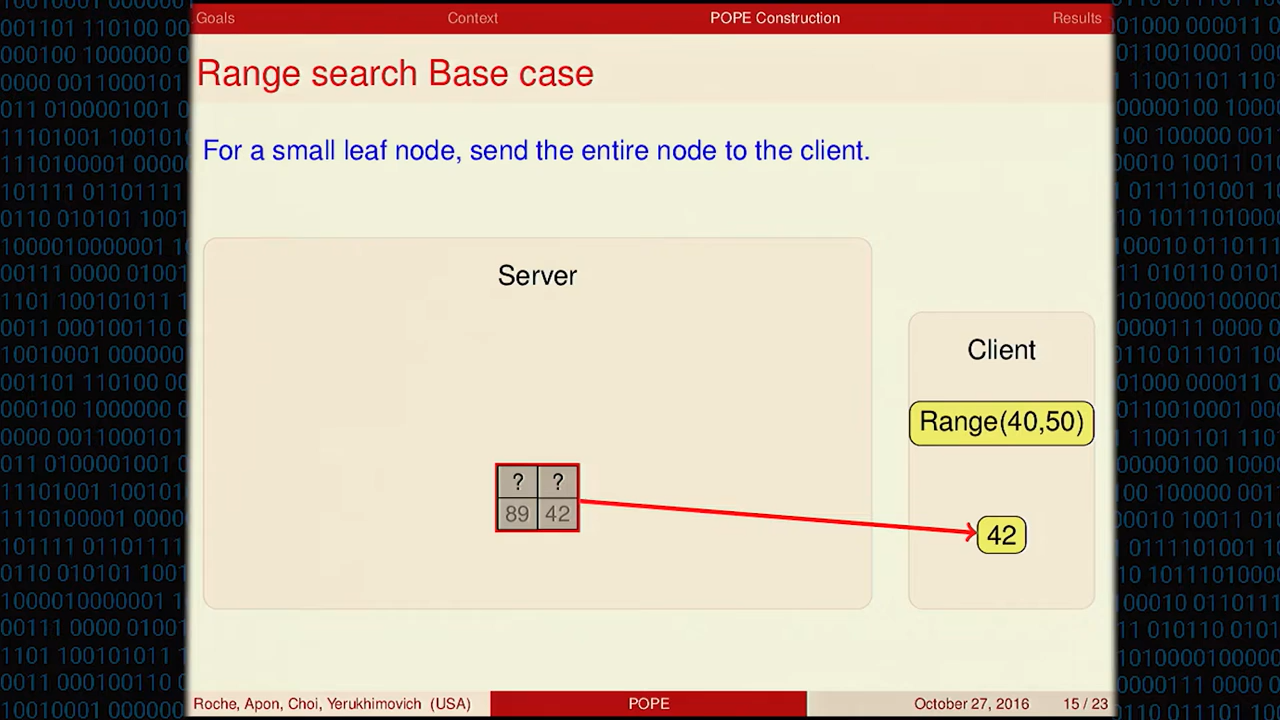 Goals Context POPE Construction Results
Range search Base case
For a small leaf node, send the entire node to the client.
Server
Client
Range(40,50)
? ?
89 42
42
Roche, Apon, Choi, Yerukhimovich (USA) POPE October 27, 2016 15 / 23